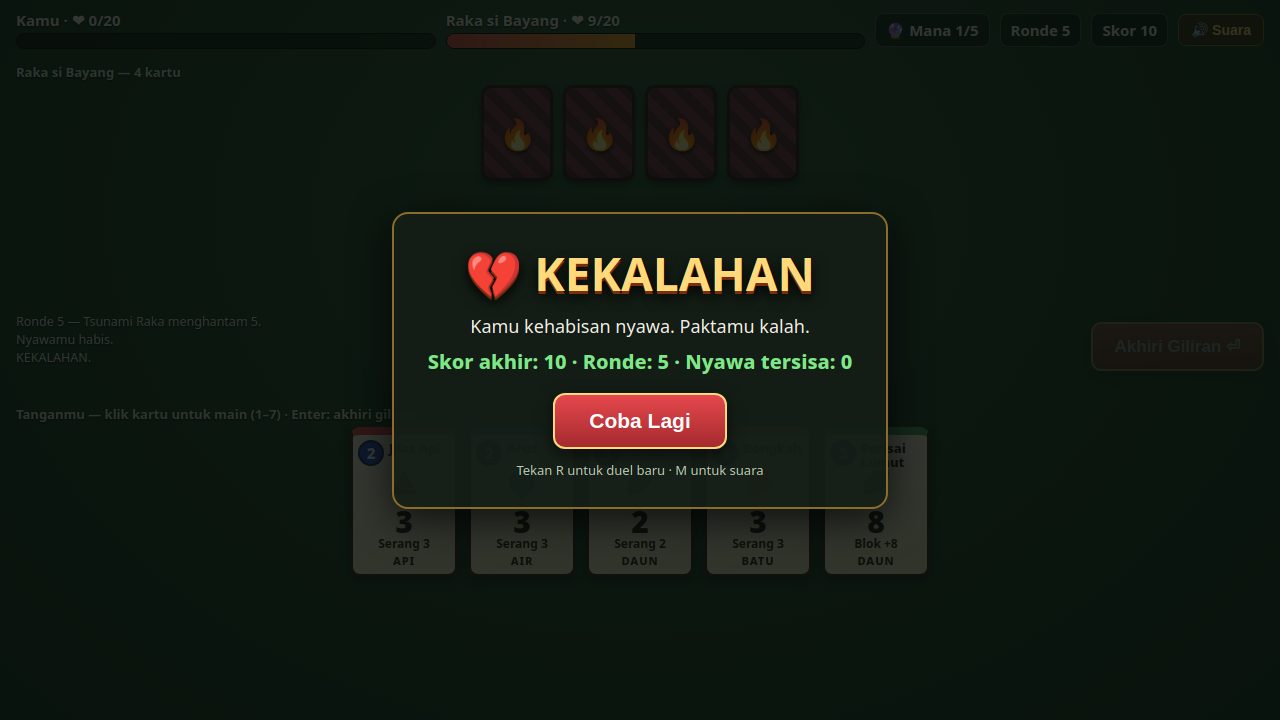 Kamu · ❤ 0/20
Raka si Bayang · ❤ 9/20
🔮 Mana 1/5
Ronde 5
Skor 10
🔊 Suara
Raka si Bayang — 4 kartu
💔 KEKALAHAN
Kamu kehabisan nyawa. Paktamu kalah.
Skor akhir: 10 · Ronde: 5 · Nyawa tersisa: 0
Coba Lagi
Tekan R untuk duel baru · M untuk suara
Ronde 5 — Tsunami Raka menghantam 5.
Nyawamu habis.
KEKALAHAN.
Akhiri Giliran ⏎
Tanganmu — klik kartu untuk main (1–7) · Enter: akhiri
2
3
Serang 3
API
3
Serang 3
AIR
2
Serang 2
DAUN
3
Serang 3
BATU
8
Blok +8
DAUN